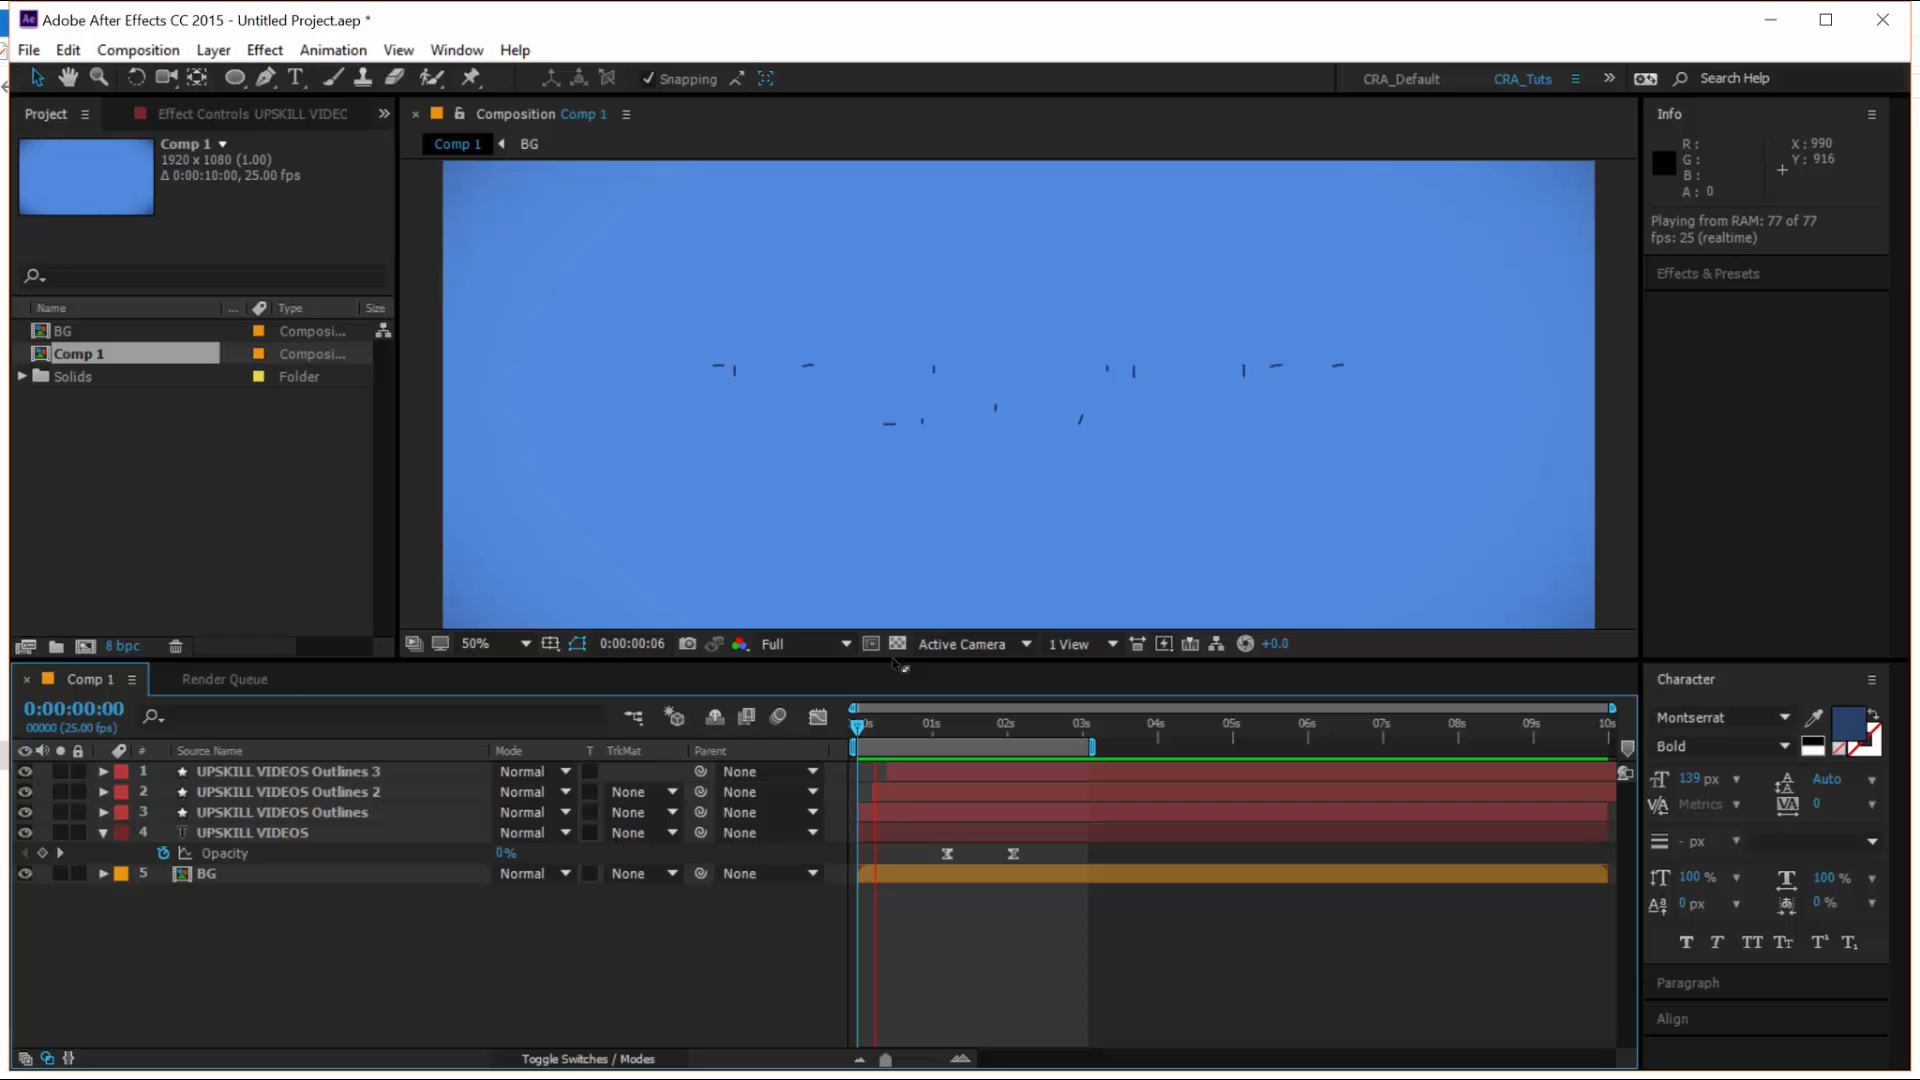 Adobe After Effects CC 2015 - Untitled Project.aep *
File Edit Composition Layer Effect Animation View Window Help
Snapping CRA_Default CRA_Tuts Search Help
Project Effect Controls UPSKILL VIDEC
Composition Comp 1
Info
Comp 1
1920 x 1080 (1.00)
Δ 0:00:10:00, 25.00 fps
Comp 1 BG
R :
G :
B :
A : 0
X : 990
Y : 916
Playing from RAM: 77 of 77
fps: 25 (realtime)
Effects & Presets
Name ... Type Size
BG Composi...
Comp 1 Composi...
Solids Folder
8 bpc
50% 0:00:00:06 Full Active Camera 1 View +0.0
Comp 1 Render Queue
0:00:00:00
00000 (25.00 fps)
01s 02s 03s 04s 05s 06s 07s 08s 09s 10s
# Source Name Mode T TrkMat Parent
1 UPSKILL VIDEOS Outlines 3 Normal None
2 UPSKILL VIDEOS Outlines 2 Normal None None
3 UPSKILL VIDEOS Outlines Normal None None
4 T UPSKILL VIDEOS Normal None None
Opacity 0%
5 BG Normal None None
Toggle Switches / Modes
Character
Montserrat
Bold
139 px Auto
Metrics 0
- px
100 % 100 %
0 px 0 %
T T TT Tt T¹ T₁
Paragraph
Align